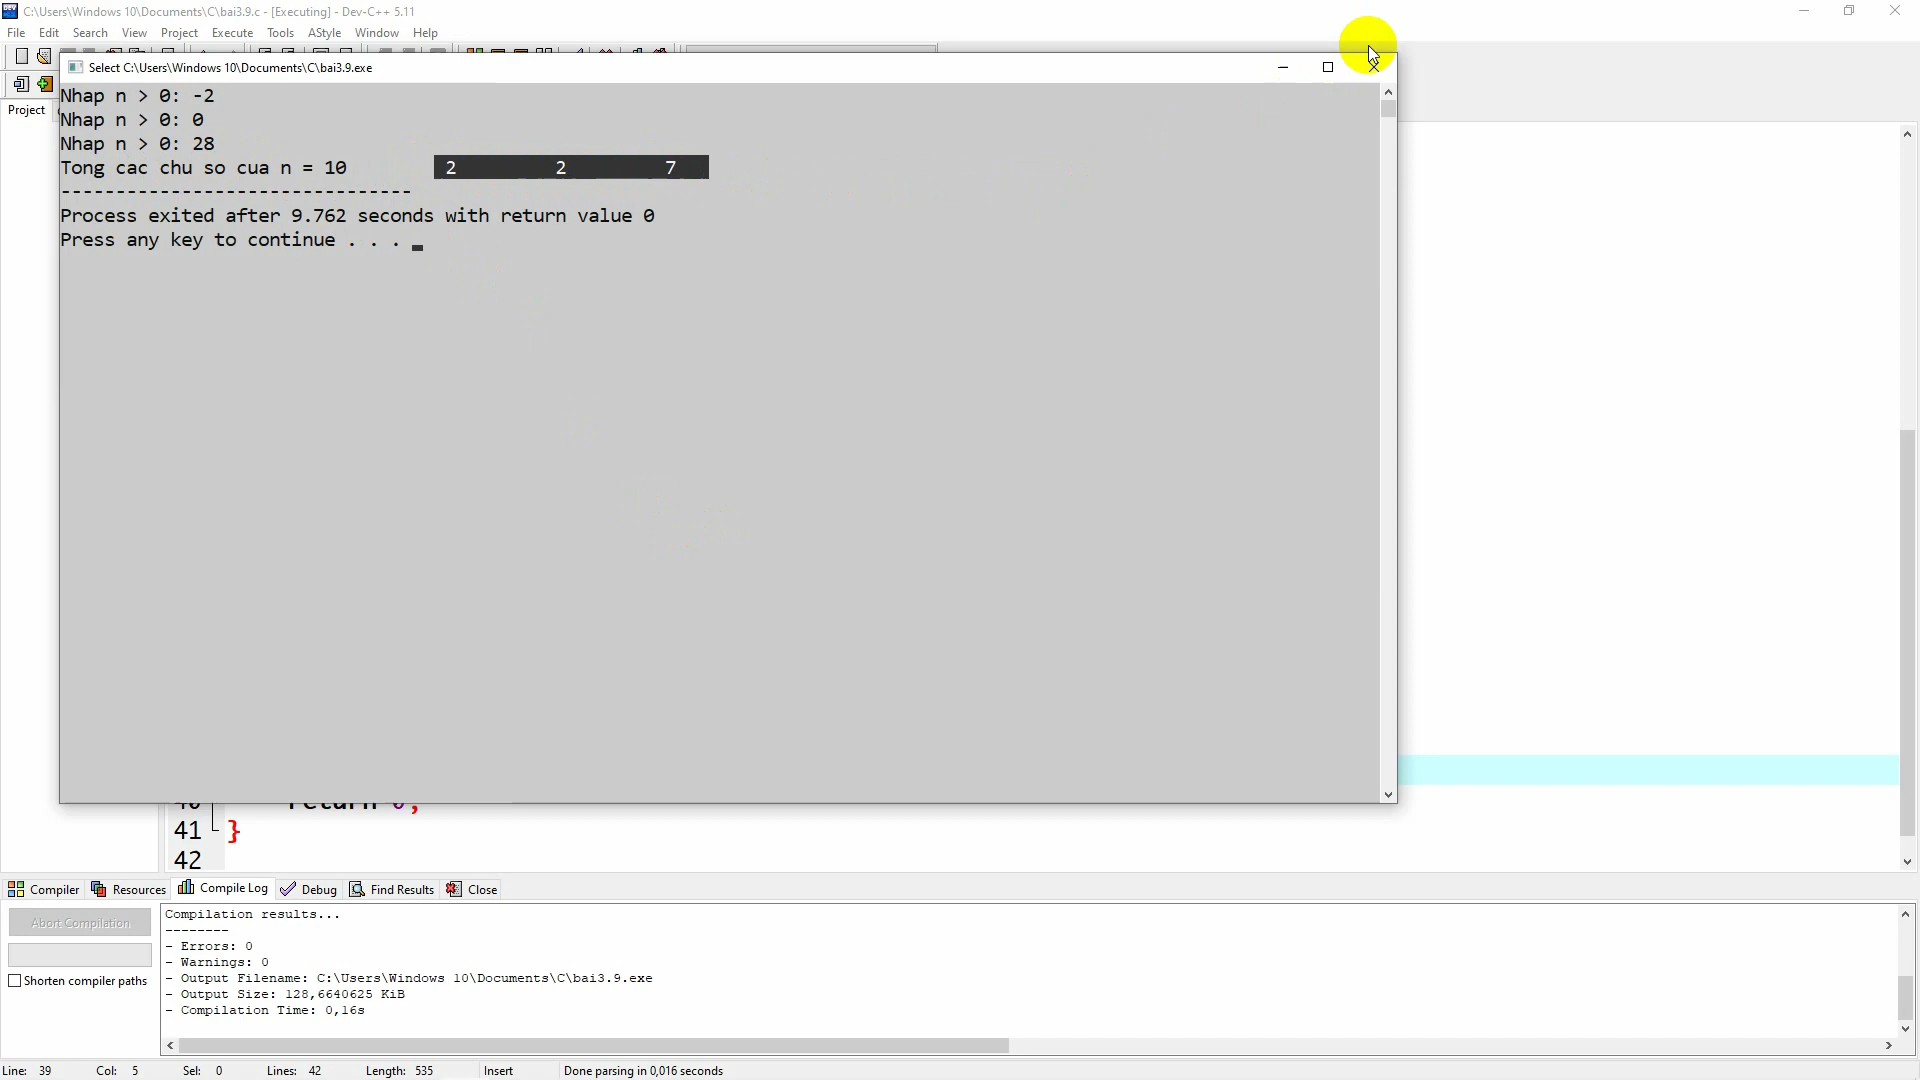 C:\Users\Windows 10\Documents\C\bai3.9.c - [Executing] - Dev-C++ 5.11
File Edit Search View Project Execute Tools AStyle Window Help
Select C:\Users\Windows 10\Documents\C\bai3.9.exe
Project
Nhap n > 0: -2
Nhap n > 0: 0
Nhap n > 0: 28
Tong cac chu so cua n = 10 2 2 7
--------------------------------
Process exited after 9.762 seconds with return value 0
Press any key to continue . . .
40 return 0;
41 }
42
Compiler Resources Compile Log Debug Find Results Close
Abort Compilation
Shorten compiler paths
Compilation results...
--------
- Errors: 0
- Warnings: 0
- Output Filename: C:\Users\Windows 10\Documents\C\bai3.9.exe
- Output Size: 128,6640625 KiB
- Compilation Time: 0,16s
Line: 39 Col: 5 Sel: 0 Lines: 42 Length: 535 Insert Done parsing in 0,016 seconds